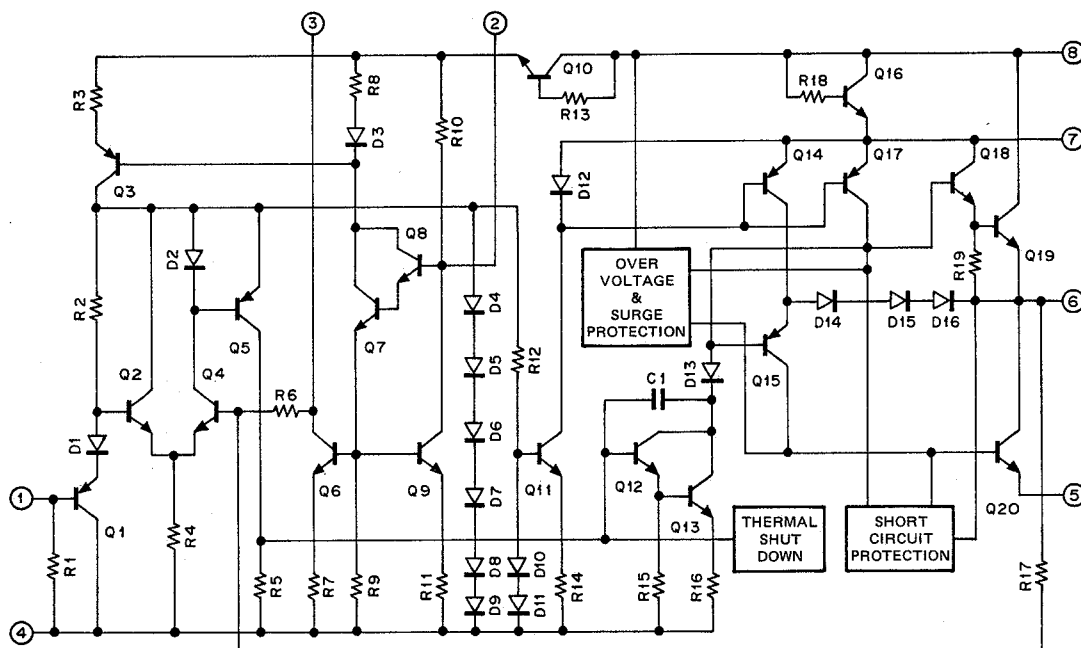 3
2
8
R3
R8
R10
Q10
R13
R18
Q16
D3
Q14
Q17
Q18
7
Q3
D12
D2
Q8
R19
Q19
OVER
VOLTAGE
&
SURGE
PROTECTION
R2
D4
6
D14
D15
D16
Q5
Q7
D5
R12
Q15
D13
Q2
Q4
R6
C1
D6
D1
Q6
Q9
D7
Q11
Q12
Q13
Q20
1
Q1
5
R4
THERMAL
SHUT
DOWN
SHORT
CIRCUIT
PROTECTION
R1
R5
R7
R9
R11
D8
D10
D9
D11
R14
R15
R16
R17
4